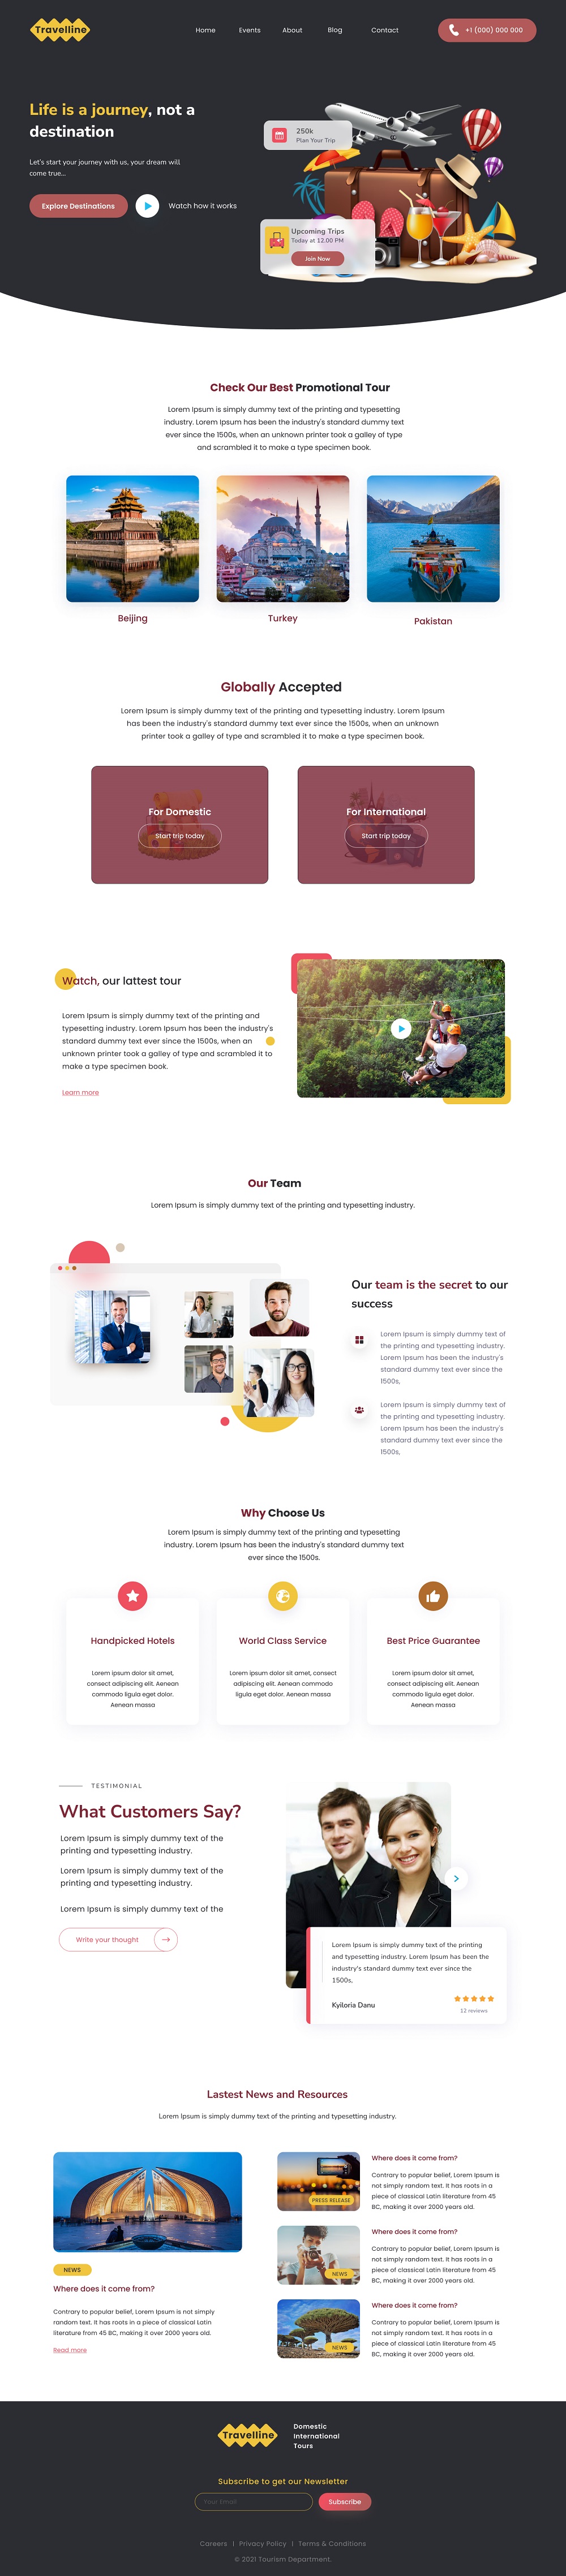 Travelline
Home
Events
About
Blog
Contact
+1 (000) 000 000
Life is a journey, not a
destination
Let's start your journey with us, your dream will
come true...
Explore Destinations
Watch how it works
250k
Plan Your Trip
Upcoming Trips
Today at 12.00 PM
Join Now
Check Our Best Promotional Tour
Lorem Ipsum is simply dummy text of the printing and typesetting
industry. Lorem Ipsum has been the industry's standard dummy text
ever since the 1500s, when an unknown printer took a galley of type
and scrambled it to make a type specimen book.
Beijing
Turkey
Pakistan
Globally Accepted
Lorem Ipsum is simply dummy text of the printing and typesetting industry. Lorem Ipsum
has been the industry's standard dummy text ever since the 1500s, when an unknown
printer took a galley of type and scrambled it to make a type specimen book.
For Domestic
Start trip today
For International
Start trip today
Watch, our lattest tour
Lorem Ipsum is simply dummy text of the printing and
typesetting industry. Lorem Ipsum has been the industry's
standard dummy text ever since the 1500s, when an
unknown printer took a galley of type and scrambled it to
make a type specimen book.
Learn more
Our Team
Lorem Ipsum is simply dummy text of the printing and typesetting industry.
Our team is the secret to our
success
Lorem Ipsum is simply dummy text of
the printing and typesetting industry.
Lorem Ipsum has been the industry's
standard dummy text ever since the
1500s,
Lorem Ipsum is simply dummy text of
the printing and typesetting industry.
Lorem Ipsum has been the industry's
standard dummy text ever since the
1500s,
Why Choose Us
Lorem Ipsum is simply dummy text of the printing and typesetting
industry. Lorem Ipsum has been the industry's standard dummy text
ever since the 1500s.
Handpicked Hotels
Lorem ipsum dolor sit amet,
consect adipiscing elit. Aenean
commodo ligula eget dolor.
Aenean massa
World Class Service
Lorem ipsum dolor sit amet, consect
adipiscing elit. Aenean commodo
ligula eget dolor. Aenean massa
Best Price Guarantee
Lorem ipsum dolor sit amet,
consect adipiscing elit. Aenean
commodo ligula eget dolor.
Aenean massa
TESTIMONIAL
What Customers Say?
Lorem Ipsum is simply dummy text of the
printing and typesetting industry.
Lorem Ipsum is simply dummy text of the
printing and typesetting industry.
Lorem Ipsum is simply dummy text of the
Write your thought
Lorem Ipsum is simply dummy text of the printing
and typesetting industry. Lorem Ipsum has been the
industry's standard dummy text ever since the
1500s,
Kyiloria Danu
12 reviews
Lastest News and Resources
Lorem Ipsum is simply dummy text of the printing and typesetting industry.
NEWS
Where does it come from?
Contrary to popular belief, Lorem Ipsum is not simply
random text. It has roots in a piece of classical Latin
literature from 45 BC, making it over 2000 years old.
Read more
PRESS RELEASE
Where does it come from?
Contrary to popular belief, Lorem Ipsum is
not simply random text. It has roots in a
piece of classical Latin literature from 45
BC, making it over 2000 years old.
NEWS
Where does it come from?
Contrary to popular belief, Lorem Ipsum is
not simply random text. It has roots in a
piece of classical Latin literature from 45
BC, making it over 2000 years old.
NEWS
Where does it come from?
Contrary to popular belief, Lorem Ipsum is
not simply random text. It has roots in a
piece of classical Latin literature from 45
BC, making it over 2000 years old.
Travelline
Domestic
International
Tours
Subscribe to get our Newsletter
Your Email
Subscribe
Careers | Privacy Policy | Terms & Conditions
© 2021 Tourism Department.